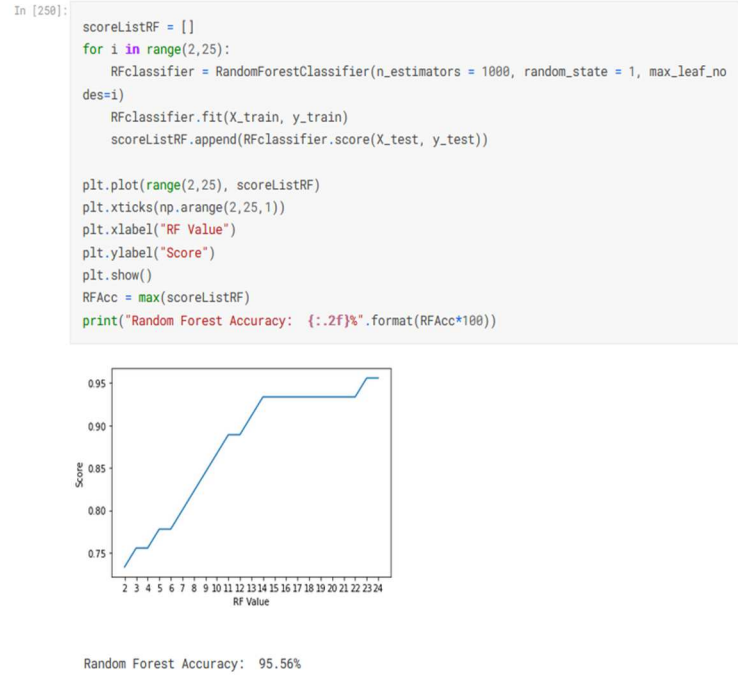 In [250]:
scoreListRF = []
for i in range(2,25):
    RFclassifier = RandomForestClassifier(n_estimators = 1000, random_state = 1, max_leaf_no
des=i)
    RFclassifier.fit(X_train, y_train)
    scoreListRF.append(RFclassifier.score(X_test, y_test))
plt.plot(range(2,25), scoreListRF)
plt.xticks(np.arange(2,25,1))
plt.xlabel("RF Value")
plt.ylabel("Score")
plt.show()
RFAcc = max(scoreListRF)
print("Random Forest Accuracy:  {:.2f}%".format(RFAcc*100))
0.95
0.90
0.85
0.80
0.75
Score
2 3 4 5 6 7 8 9 10 11 12 13 14 15 16 17 18 19 20 21 22 23 24
RF Value
Random Forest Accuracy:  95.56%